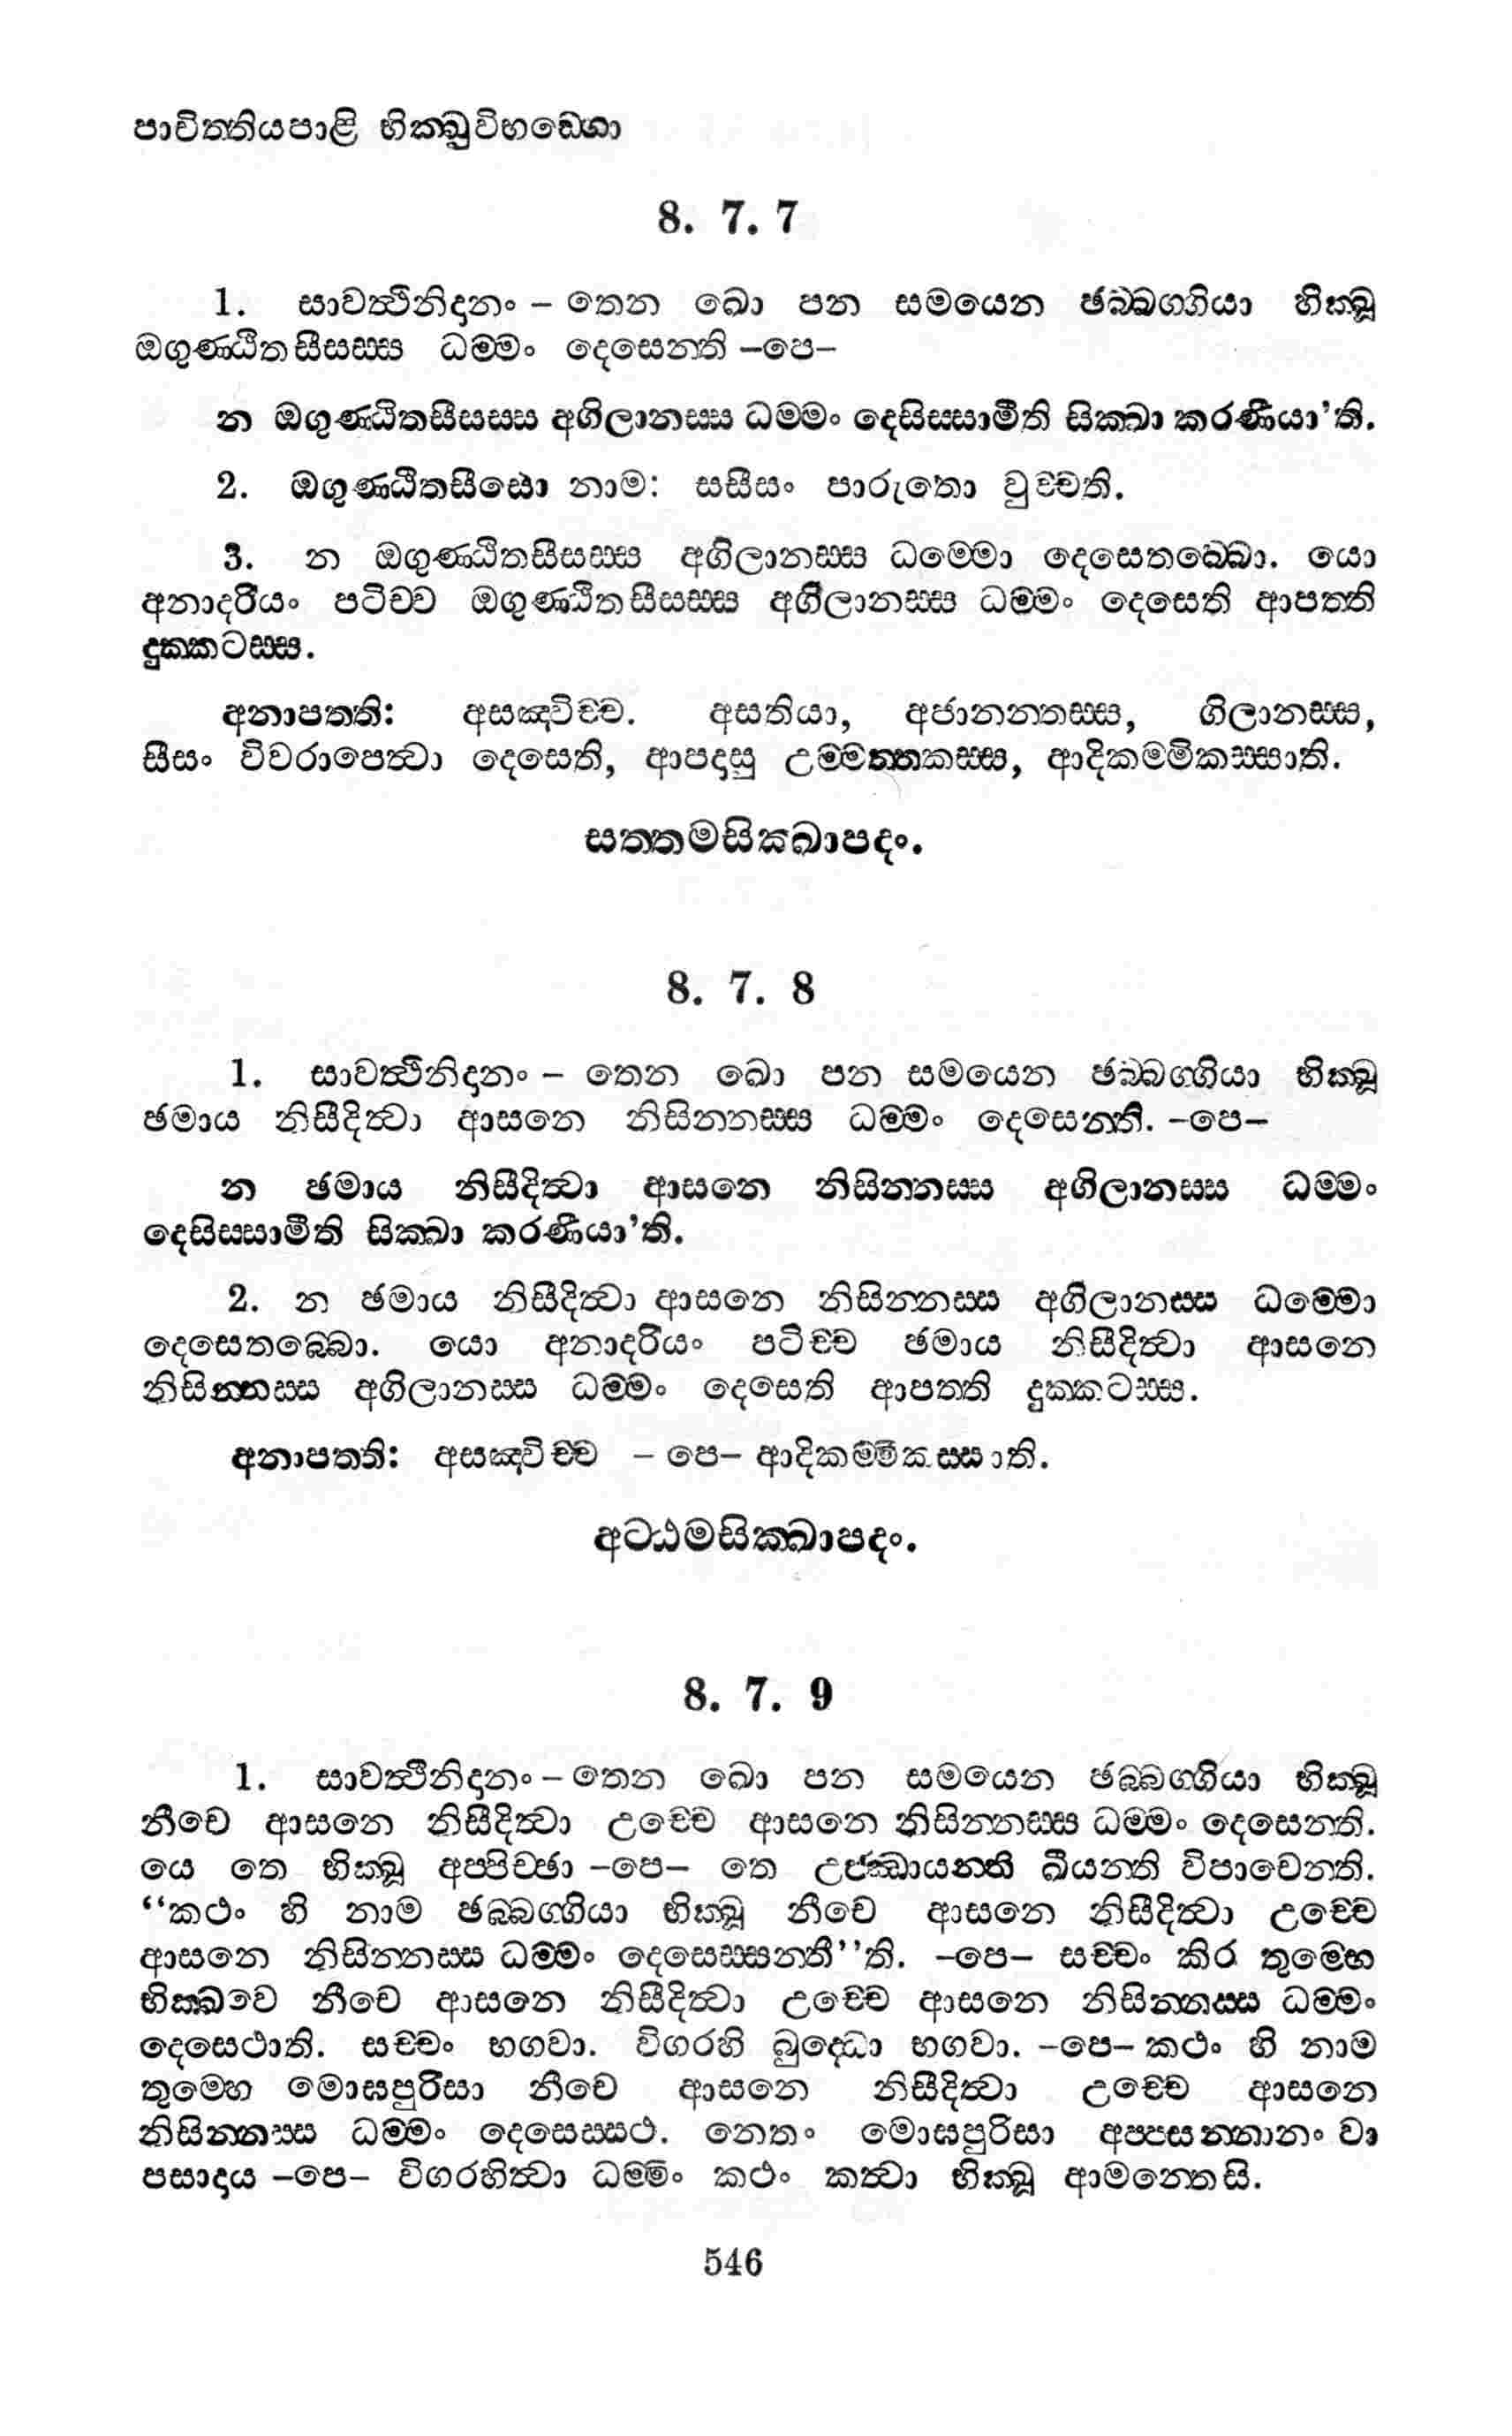 පාචිත්තියපාළි භික්ඛුවිභඞ්ගො
8. 7. 7
1. සාවත්ථිනිදානං – තෙන ඛො පන සමයෙන ඡබ්බග්ගියා භික්ඛූ
ඔගුණ්ඨිතසීසස්ස ධම්මං දෙසෙන්ති –පෙ–
න ඔගුණ්ඨිතසීසස්ස අගිලානස්ස ධම්මං දෙසිස්සාමීති සික්ඛා කරණීයා’ති.
2. ඔගුණ්ඨීතසීසො නාම: සසීසං පාරුතො වුච්චති.
3. න ඔගුණ්ඨිතසීසස්ස අගිලානස්ස ධම්මො දෙසෙතබ්බො. යො
අනාදරියං පටිච්ච ඔගුණ්ඨිතසීසස්ස අගිලානස්ස ධම්මං දෙසෙති ආපත්ති
දුක්කටස්ස.
අනාපත්ති: අසඤ්චිච්ච. අසතියා, අජානන්තස්ස, ගිලානස්ස,
සීසං විවරාපෙත්වා දෙසෙති, ආපදාසු උම්මත්තකස්ස, ආදිකම්මිකස්සාති.
සත්තමසික්ඛාපදං.
8. 7. 8
1. සාවත්ථිනිදානං – තෙන ඛො පන සමයෙන ඡබ්බග්ගියා භික්ඛූ
ඡමාය නිසීදිත්වා ආසනෙ නිසින්නස්ස ධම්මං දෙසෙන්ති. –පෙ–
න ඡමාය නිසීදිත්වා ආසනෙ නිසින්නස්ස අගිලානස්ස ධම්මං
දෙසිස්සාමීති සික්ඛා කරණීයා’ති.
2. න ඡමාය නිසීදිත්වා ආසනෙ නිසින්නස්ස අගිලානස්ස ධම්මො
දෙසෙතබ්බො. යො අනාදරියං පටිච්ච ඡමාය නිසීදිත්වා ආසනෙ
නිසින්නස්ස අගිලානස්ස ධම්මං දෙසෙති ආපත්ති දුක්කටස්ස.
අනාපත්ති: අසඤ්චිච්ච – පෙ– ආදිකම්මිකස්සාති.
අට්ඨමසික්ඛාපදං.
8. 7. 9
1. සාවත්ථිනිදානං – තෙන ඛො පන සමයෙන ඡබ්බග්ගියා භික්ඛූ
නීචෙ ආසනෙ නිසීදිත්වා උච්චෙ ආසනෙ නිසින්නස්ස ධම්මං දෙසෙන්ති.
යෙ තෙ භික්ඛූ අප්පිච්ඡා –පෙ– තෙ උජ්ඣායන්ති ඛීයන්ති විපාචෙන්ති.
“කථං හි නාම ඡබ්බග්ගියා භික්ඛූ නීචෙ ආසනෙ නිසීදිත්වා උච්චෙ
ආසනෙ නිසින්නස්ස ධම්මං දෙසෙස්සන්තී”ති. –පෙ– සච්චං කිර තුම්හෙ
භික්ඛවෙ නීචෙ ආසනෙ නිසීදිත්වා උච්චෙ ආසනෙ නිසින්නස්ස ධම්මං
දෙසෙථාති. සච්චං භගවා. විගරහි බුද්ධො භගවා. –පෙ– කථං හි නාම
තුම්හෙ මොඝපුරිසා නීචෙ ආසනෙ නිසීදිත්වා උච්චෙ ආසනෙ
නිසින්නස්ස ධම්මං දෙසෙස්සථ. නෙතං මොඝපුරිසා අප්පසන්නානං වා
පසාදාය –පෙ– විගරහිත්වා ධම්මිං කථං කත්වා භික්ඛූ ආමන්තෙසි.
546